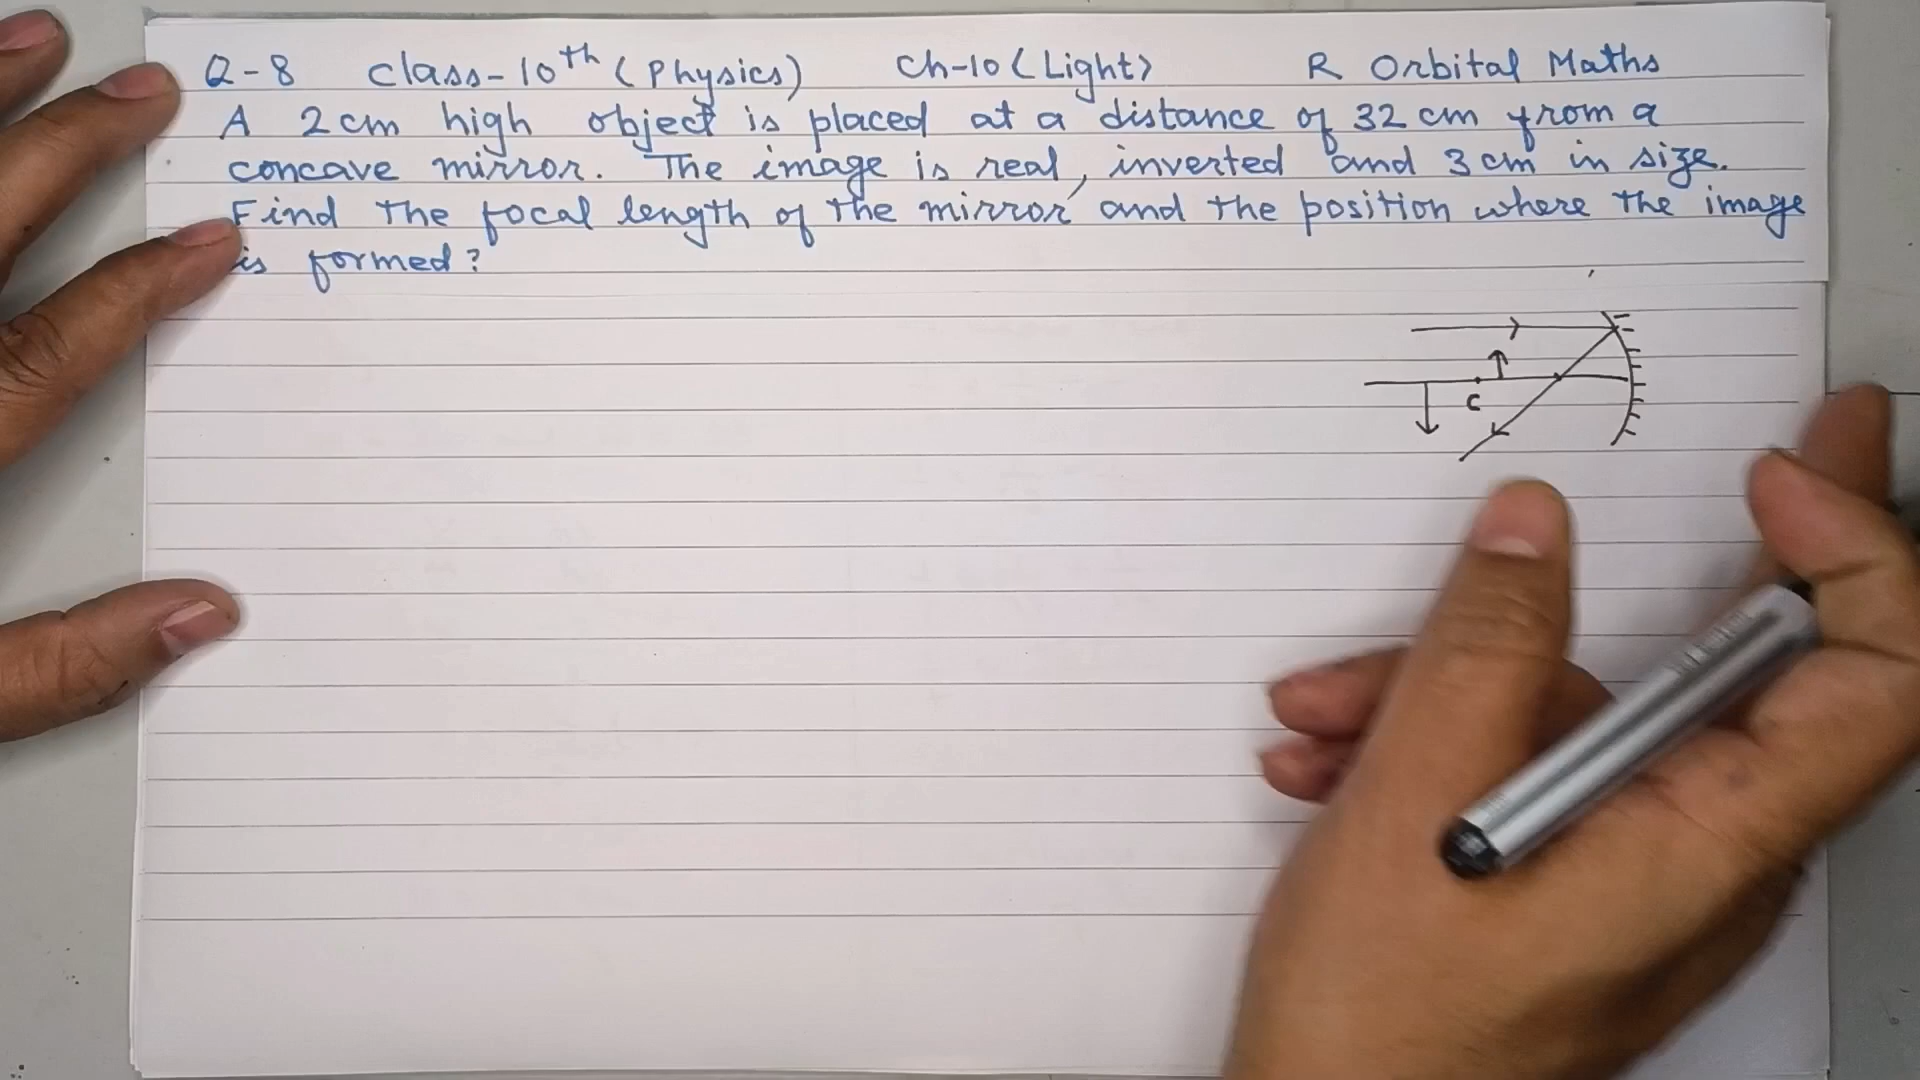 Q-8 Class-10th (Physics) Ch-10 (Light) R Orbital Maths
A 2cm high object is placed at a distance of 32 cm from a
concave mirror. The image is real, inverted and 3 cm in size.
Find the focal length of the mirror and the position where the image
is formed?
C